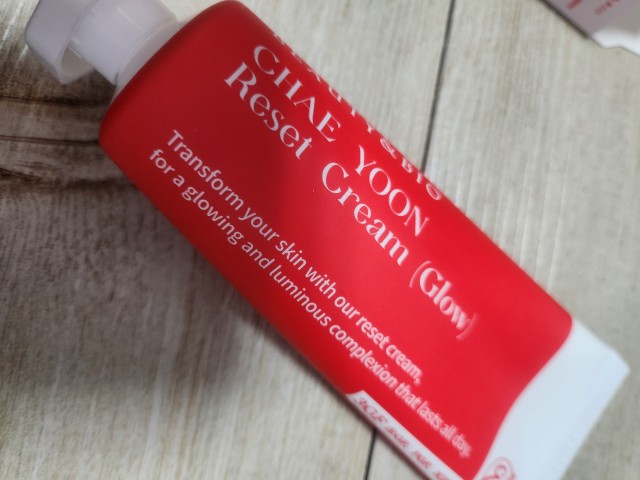 CHAE YOON
Reset Cream (Glow)
Transform your skin with our reset cream,
for a glowing and luminous complexion that lasts all day.